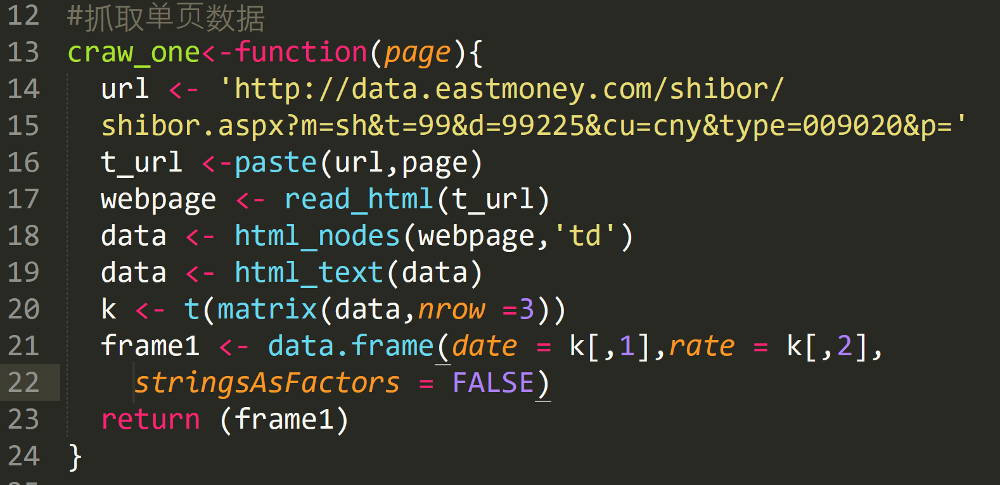 12 #抓取单页数据
13 craw_one<-function(page){
14 url <- 'http://data.eastmoney.com/shibor/
15 shibor.aspx?m=sh&t=99&d=99225&cu=cny&type=009020&p='
16 t_url <-paste(url,page)
17 webpage <- read_html(t_url)
18 data <- html_nodes(webpage,'td')
19 data <- html_text(data)
20 k <- t(matrix(data,nrow =3))
21 frame1 <- data.frame(date = k[,1],rate = k[,2],
22 stringsAsFactors = FALSE)
23 return (frame1)
24 }